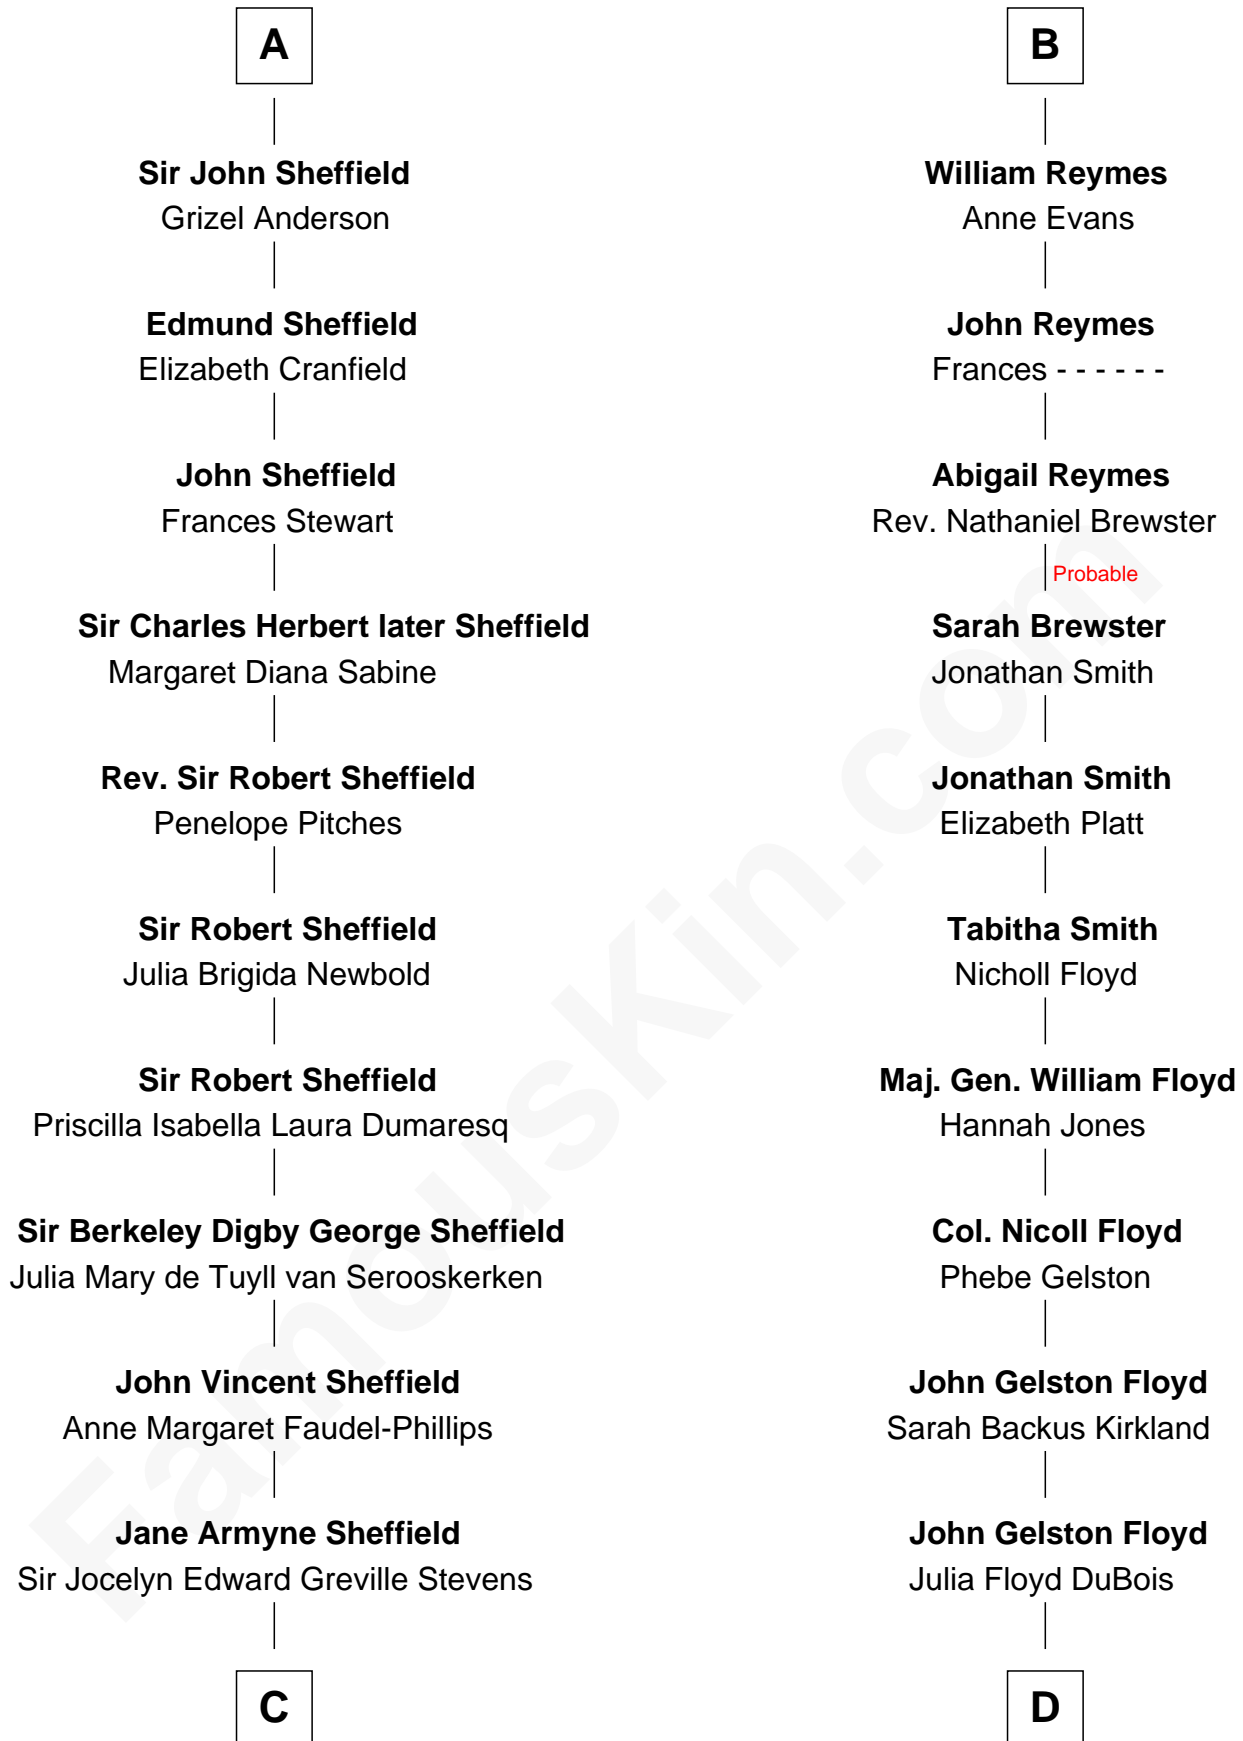 A
Sir John Sheffield
Grizel Anderson
Edmund Sheffield
Elizabeth Cranfield
John Sheffield
Frances Stewart
Sir Charles Herbert later Sheffield
Margaret Diana Sabine
Rev. Sir Robert Sheffield
Penelope Pitches
Sir Robert Sheffield
Julia Brigida Newbold
Sir Robert Sheffield
Priscilla Isabella Laura Dumaresq
Sir Berkeley Digby George Sheffield
Julia Mary de Tuyll van Serooskerken
John Vincent Sheffield
Anne Margaret Faudel-Phillips
Jane Armyne Sheffield
Sir Jocelyn Edward Greville Stevens
C
B
William Reymes
Anne Evans
John Reymes
Frances - - - - - -
Abigail Reymes
Rev. Nathaniel Brewster
Probable
Sarah Brewster
Jonathan Smith
Jonathan Smith
Elizabeth Platt
Tabitha Smith
Nicholl Floyd
Maj. Gen. William Floyd
Hannah Jones
Col. Nicoll Floyd
Phebe Gelston
John Gelston Floyd
Sarah Backus Kirkland
John Gelston Floyd
Julia Floyd DuBois
D
FamousKin.com